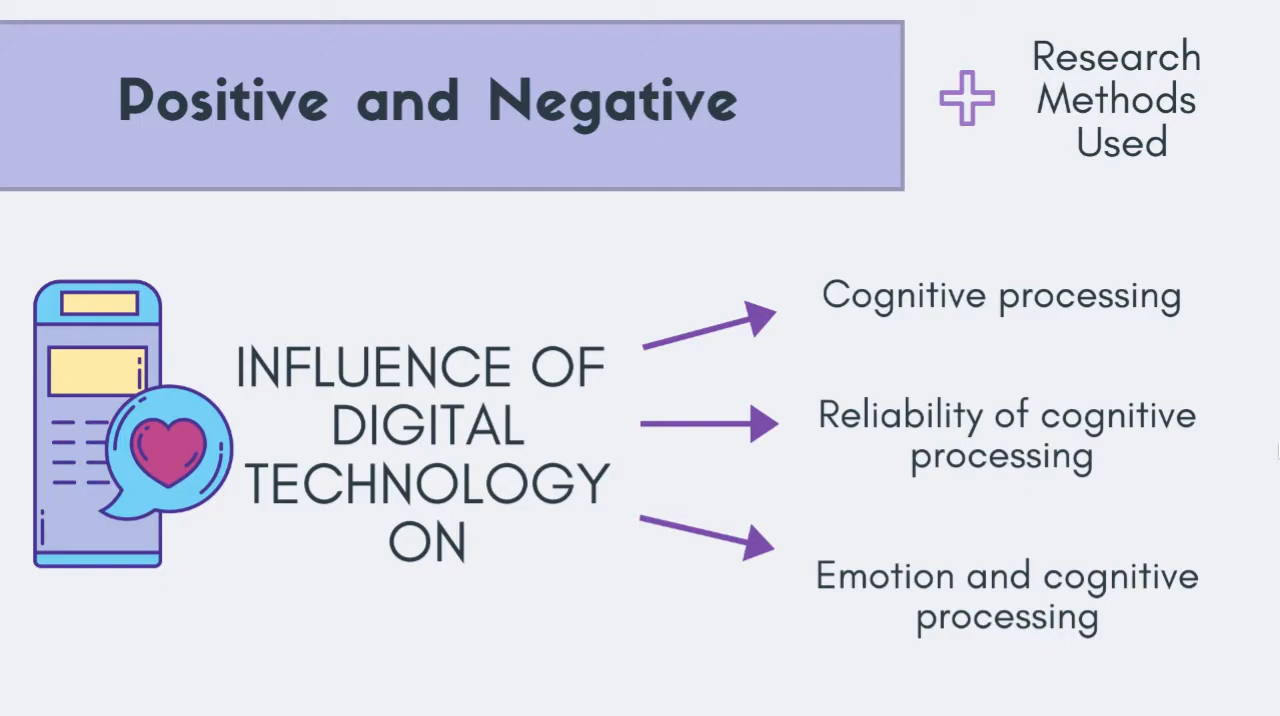 Positive and Negative
Research
Methods
Used
INFLUENCE OF
DIGITAL
TECHNOLOGY
ON
Cognitive processing
Reliability of cognitive
processing
Emotion and cognitive
processing